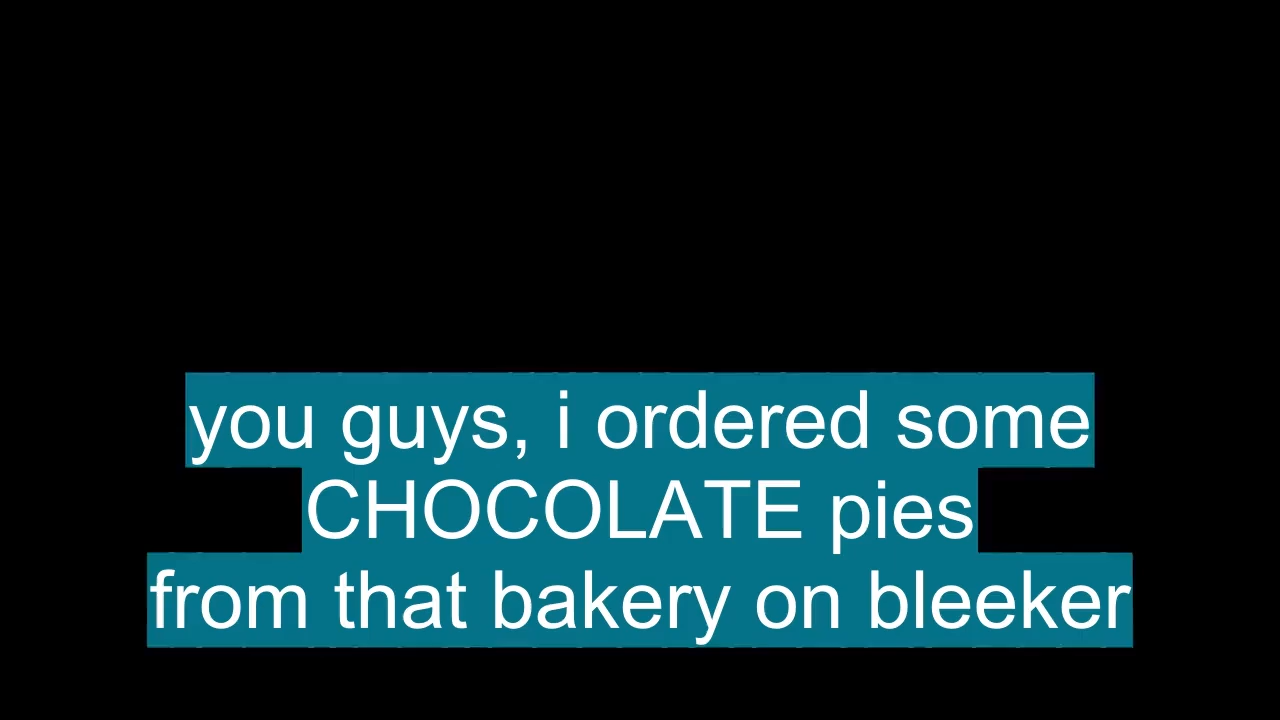 you guys, i ordered some
CHOCOLATE pies
from that bakery on bleeker